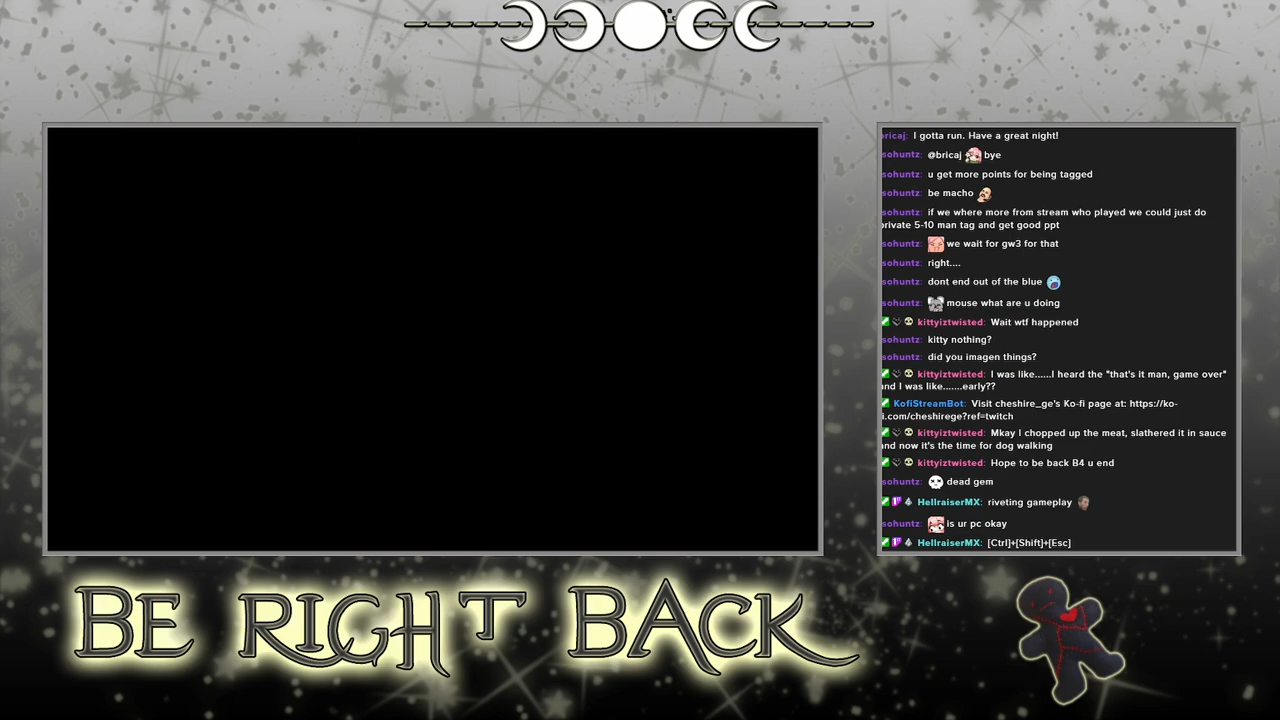 bricaj: I gotta run. Have a great night!
sohuntz: @bricaj bye
sohuntz: u get more points for being tagged
sohuntz: be macho
sohuntz: if we where more from stream who played we could just do
private 5-10 man tag and get good ppt
sohuntz: we wait for gw3 for that
sohuntz: right....
sohuntz: dont end out of the blue
sohuntz: mouse what are u doing
kittyiztwisted: Wait wtf happened
sohuntz: kitty nothing?
sohuntz: did you imagen things?
kittyiztwisted: I was like......I heard the "that's it man, game over"
and I was like.......early??
KofiStreamBot: Visit cheshire_ge's Ko-fi page at: https://ko-
fi.com/cheshirege?ref=twitch
kittyiztwisted: Mkay I chopped up the meat, slathered it in sauce
and now it's the time for dog walking
kittyiztwisted: Hope to be back B4 u end
sohuntz: dead gem
HellraiserMX: riveting gameplay
sohuntz: is ur pc okay
HellraiserMX: [Ctrl]+[Shift]+[Esc]
BE RIGHT BACK